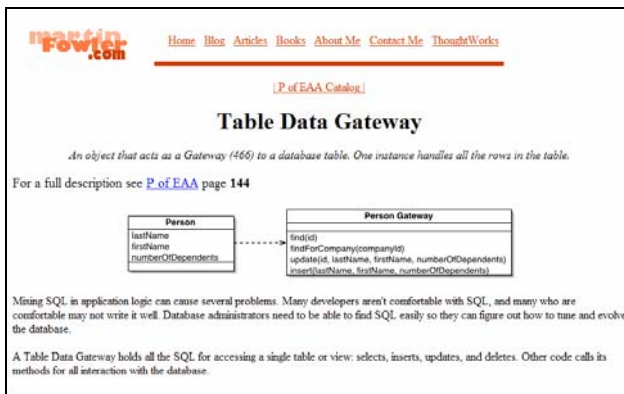 martin
Fowler
.com
Home Blog Articles Books About Me Contact Me ThoughtWorks
| P of EAA Catalog |
Table Data Gateway
An object that acts as a Gateway (466) to a database table. One instance handles all the rows in the table.
For a full description see P of EAA page 144
Person
lastName
firstName
numberOfDependents
Person Gateway
find(id)
findForCompany(companyId)
update(id, lastName, firstName, numberOfDependents)
insert(lastName, firstName, numberOfDependents)
Mixing SQL in application logic can cause several problems. Many developers aren't comfortable with SQL, and many who are
comfortable may not write it well. Database administrators need to be able to find SQL easily so they can figure out how to tune and evolve
the database.
A Table Data Gateway holds all the SQL for accessing a single table or view: selects, inserts, updates, and deletes. Other code calls its
methods for all interaction with the database.